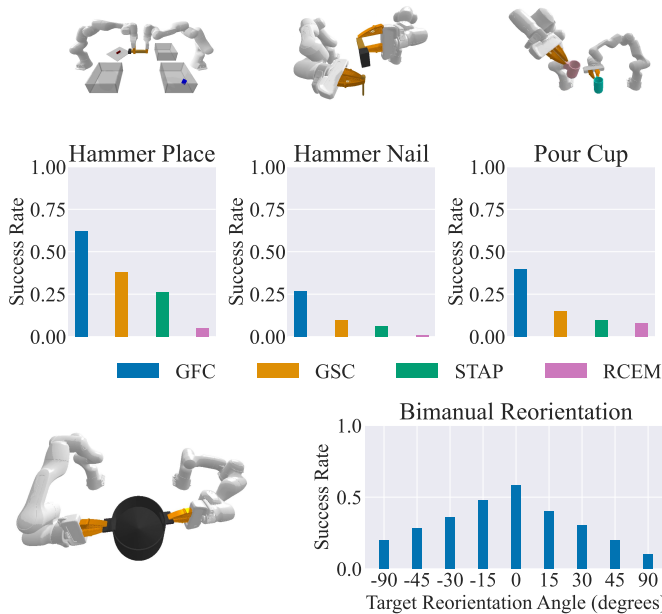 Hammer Place
Hammer Nail
Pour Cup
Success Rate
1.00
0.75
0.50
0.25
0.00
Success Rate
1.00
0.75
0.50
0.25
0.00
Success Rate
1.00
0.75
0.50
0.25
0.00
GFC
GSC
STAP
RCEM
Bimanual Reorientation
Success Rate
1.0
0.5
0.0
-90 -45 -30 -15 0 15 30 45 90
Target Reorientation Angle (degrees)